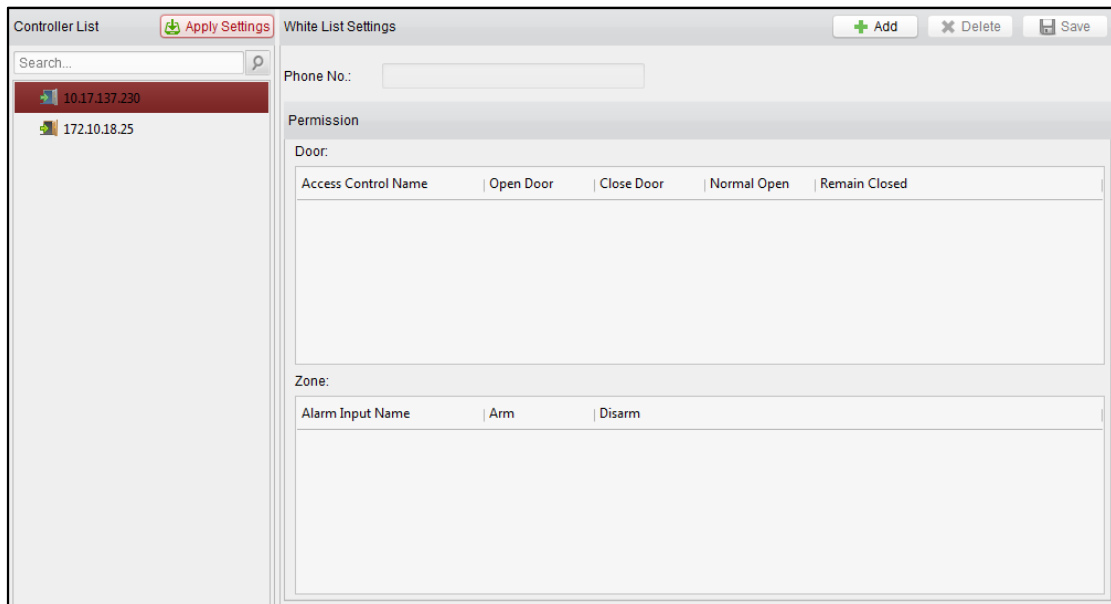 Controller List
Apply Settings
White List Settings
Add
Delete
Save
Search...
Phone No.:
10.17.137.230
172.10.18.25
Permission
Door:
Access Control Name | Open Door | Close Door | Normal Open | Remain Closed
Zone:
Alarm Input Name | Arm | Disarm